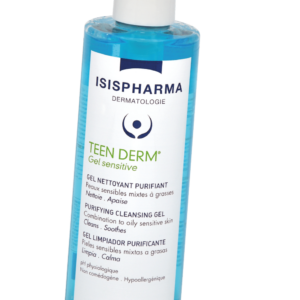 ISISPHARMA
DERMATOLOGIE
TEEN DERM®
Gel sensitive
GEL NETTOYANT PURIFIANT
Peaux sensibles mixtes à grasses
Nettoie . Apaise
PURIFYING CLEANSING GEL
Combination to oily sensitive skin
Cleans . Soothes
GEL LIMPIADOR PURIFICANTE
Pieles sensibles mixtas a grasas
Limpia . Calma
pH physiologique
Non comédogène . Hypoallergénique